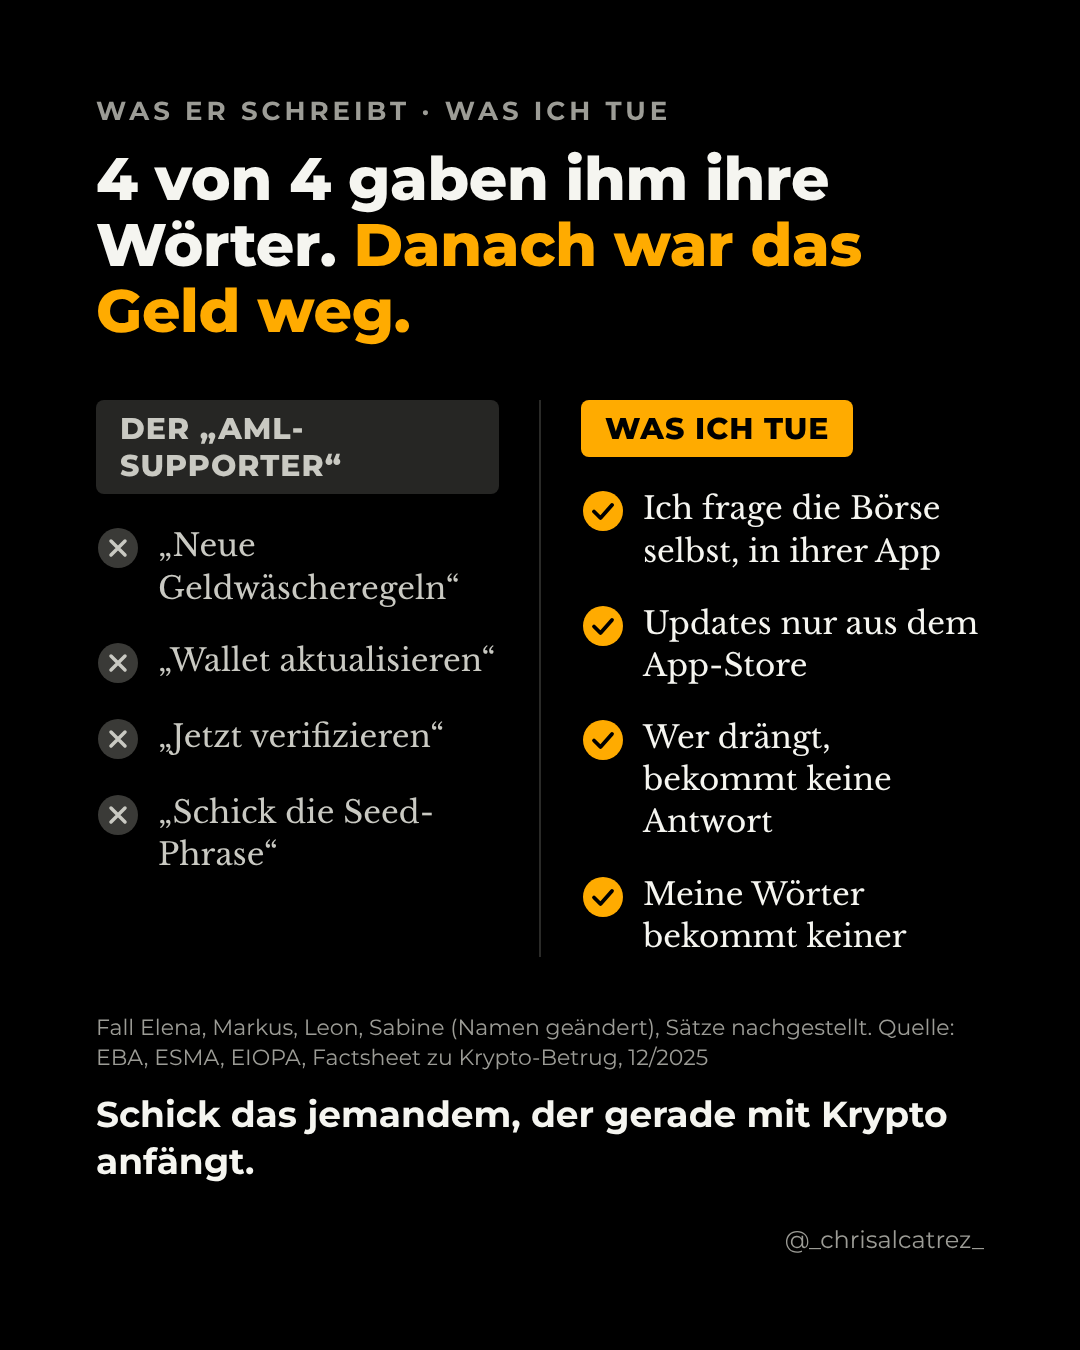 WAS ER SCHREIBT · WAS ICH TUE
4 von 4 gaben ihm ihre
Wörter. Danach war das
Geld weg.
DER „AML-
SUPPORTER“
„Neue
Geldwäscheregeln“
„Wallet aktualisieren“
„Jetzt verifizieren“
„Schick die Seed-
Phrase“
WAS ICH TUE
Ich frage die Börse
selbst, in ihrer App
Updates nur aus dem
App-Store
Wer drängt,
bekommt keine
Antwort
Meine Wörter
bekommt keiner
Fall Elena, Markus, Leon, Sabine (Namen geändert), Sätze nachgestellt. Quelle:
EBA, ESMA, EIOPA, Factsheet zu Krypto-Betrug, 12/2025
Schick das jemandem, der gerade mit Krypto
anfängt.
@_chrisalcatrez_